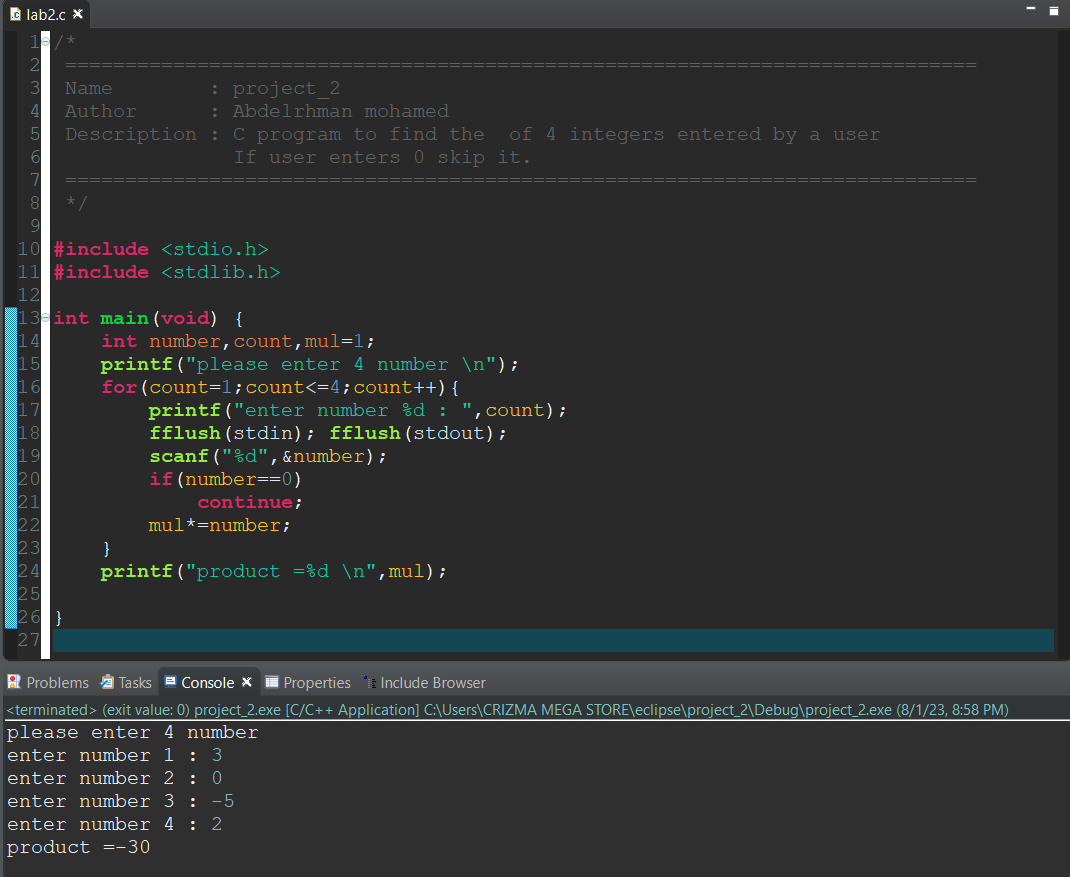 lab2.c
1 /*
2 ============================================================================
3 Name        : project_2
4 Author      : Abdelrhman mohamed
5 Description : C program to find the  of 4 integers entered by a user
6               If user enters 0 skip it.
7 ============================================================================
8 */
9
10 #include <stdio.h>
11 #include <stdlib.h>
12
13 int main(void) {
14     int number,count,mul=1;
15     printf("please enter 4 number \n");
16     for(count=1;count<=4;count++){
17         printf("enter number %d : ",count);
18         fflush(stdin); fflush(stdout);
19         scanf("%d",&number);
20         if(number==0)
21             continue;
22         mul*=number;
23     }
24     printf("product =%d \n",mul);
25
26 }
27
Problems Tasks Console Properties Include Browser
<terminated> (exit value: 0) project_2.exe [C/C++ Application] C:\Users\CRIZMA MEGA STORE\eclipse\project_2\Debug\project_2.exe (8/1/23, 8:58 PM)
please enter 4 number
enter number 1 : 3
enter number 2 : 0
enter number 3 : -5
enter number 4 : 2
product =-30